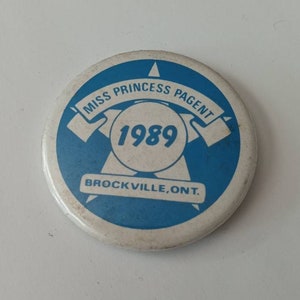 MISS PRINCESS PAGENT
1989
BROCKVILLE, ONT.